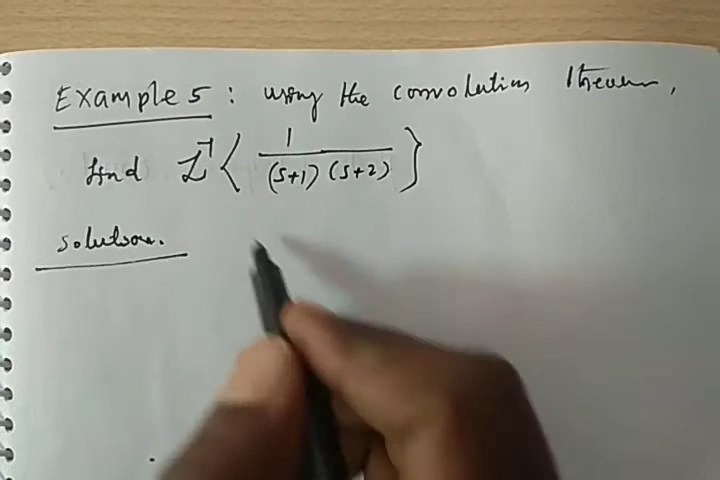 Example 5 : using the convolution theorem,
find L⁻¹{ 1/((s+1)(s+2)) }
solution.